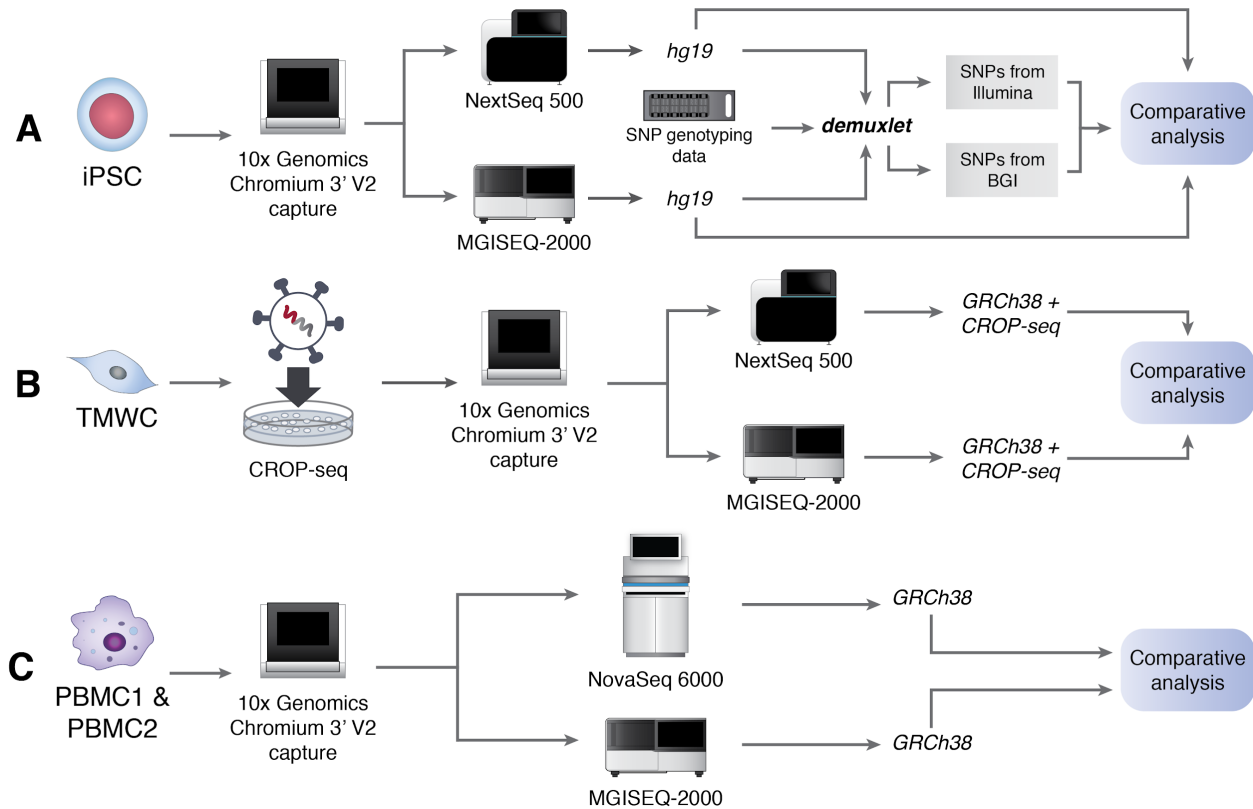 A
iPSC
10x Genomics
Chromium 3’ V2
capture
NextSeq 500
MGISEQ-2000
hg19
SNP genotyping
data
hg19
demuxlet
SNPs from
Illumina
SNPs from
BGI
Comparative
analysis
B
TMWC
CROP-seq
10x Genomics
Chromium 3’ V2
capture
NextSeq 500
MGISEQ-2000
GRCh38 +
CROP-seq
GRCh38 +
CROP-seq
Comparative
analysis
C
PBMC1 &
PBMC2
10x Genomics
Chromium 3’ V2
capture
NovaSeq 6000
MGISEQ-2000
GRCh38
GRCh38
Comparative
analysis